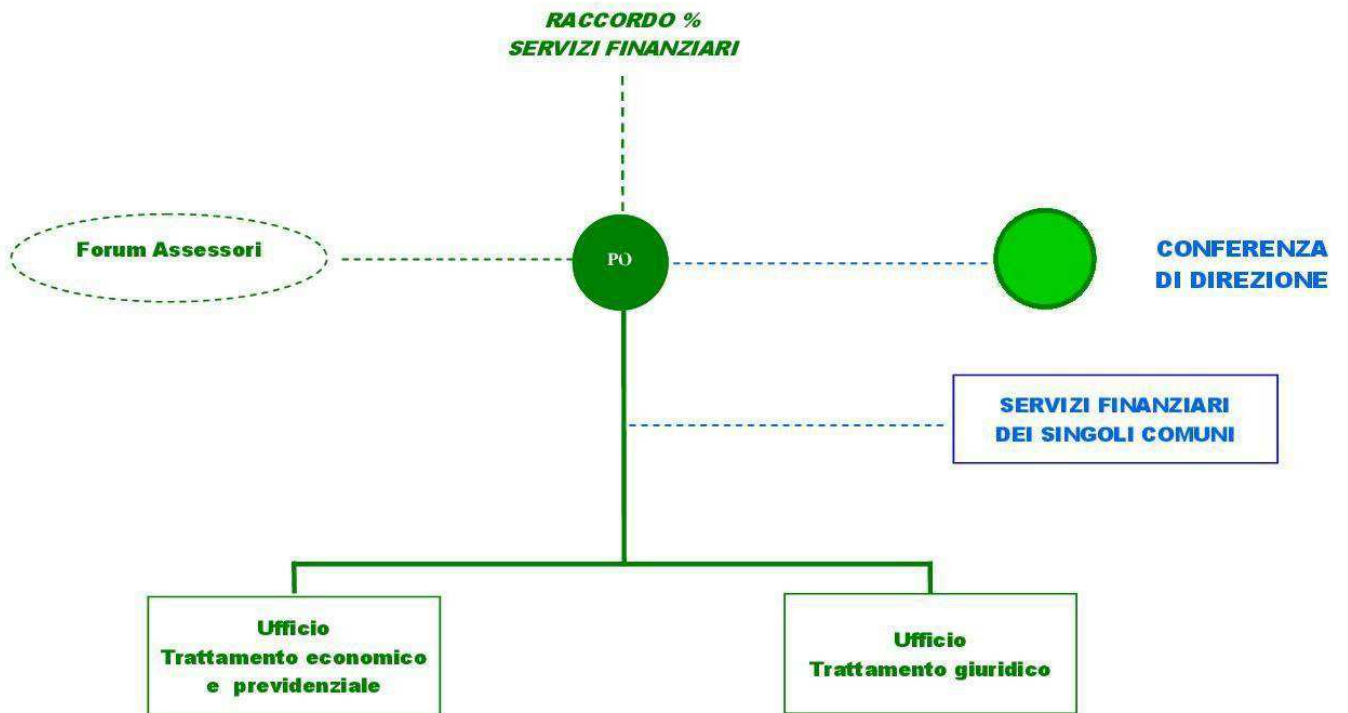 RACCORDO %
SERVIZI FINANZIARI
Forum Assessori
PO
CONFERENZA
DI DIREZIONE
SERVIZI FINANZIARI
DEI SINGOLI COMUNI
Ufficio
Trattamento economico
e previdenziale
Ufficio
Trattamento giuridico